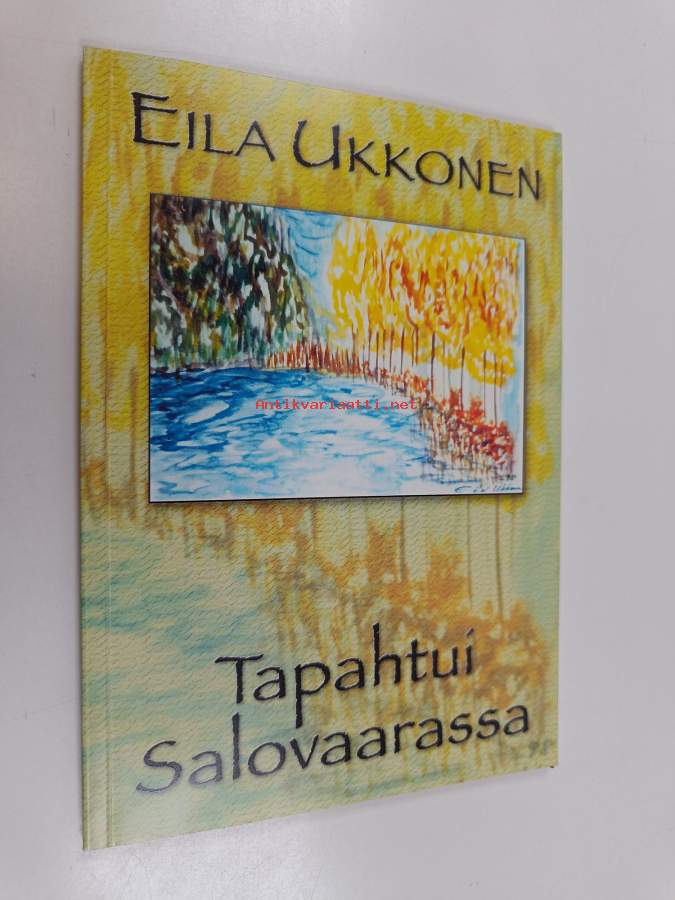 EILA UKKONEN
Antikvariaatti.net
Tapahtui
Salovaarassa